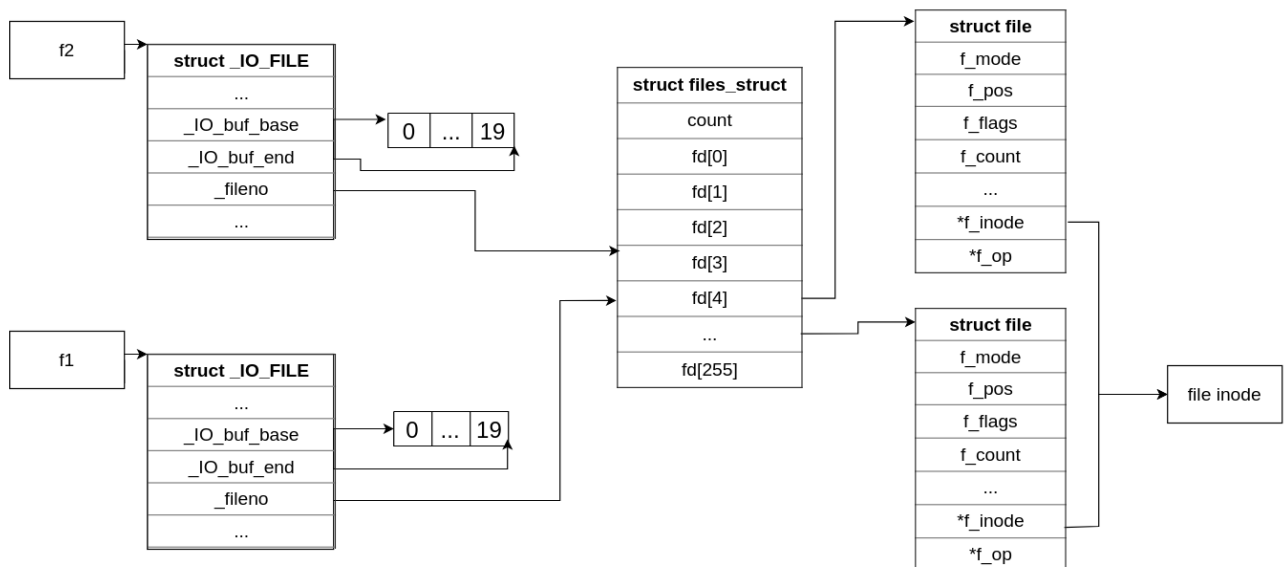 f2
struct _IO_FILE
...
_IO_buf_base
_IO_buf_end
_fileno
...
0 ... 19
f1
struct _IO_FILE
...
_IO_buf_base
_IO_buf_end
_fileno
...
0 ... 19
struct files_struct
count
fd[0]
fd[1]
fd[2]
fd[3]
fd[4]
...
fd[255]
struct file
f_mode
f_pos
f_flags
f_count
...
*f_inode
*f_op
struct file
f_mode
f_pos
f_flags
f_count
...
*f_inode
*f_op
file inode